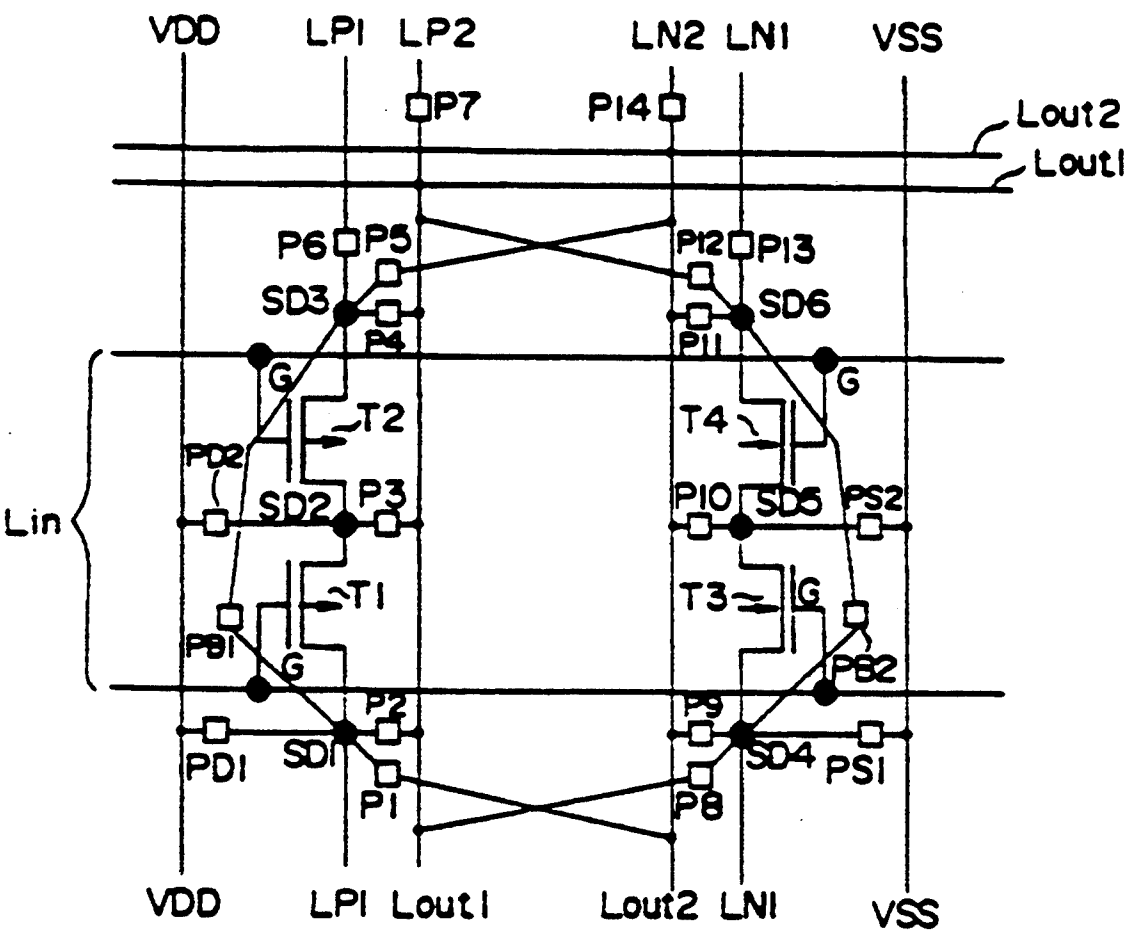 VDD LP1 LP2 LN2 LN1 VSS
P7 P14
Lout2
Lout1
P6 P5 P12 P13
SD3 SD6
P4 P11
G G
T2 T4
PD2
SD2 P3 P10 SD5 PS2
Lin
T1 T3 G
PB1 PB2
G
P2 P9
PD1 SD1 SD4 PS1
P1 P8
VDD LP1 Lout1 Lout2 LN1 VSS